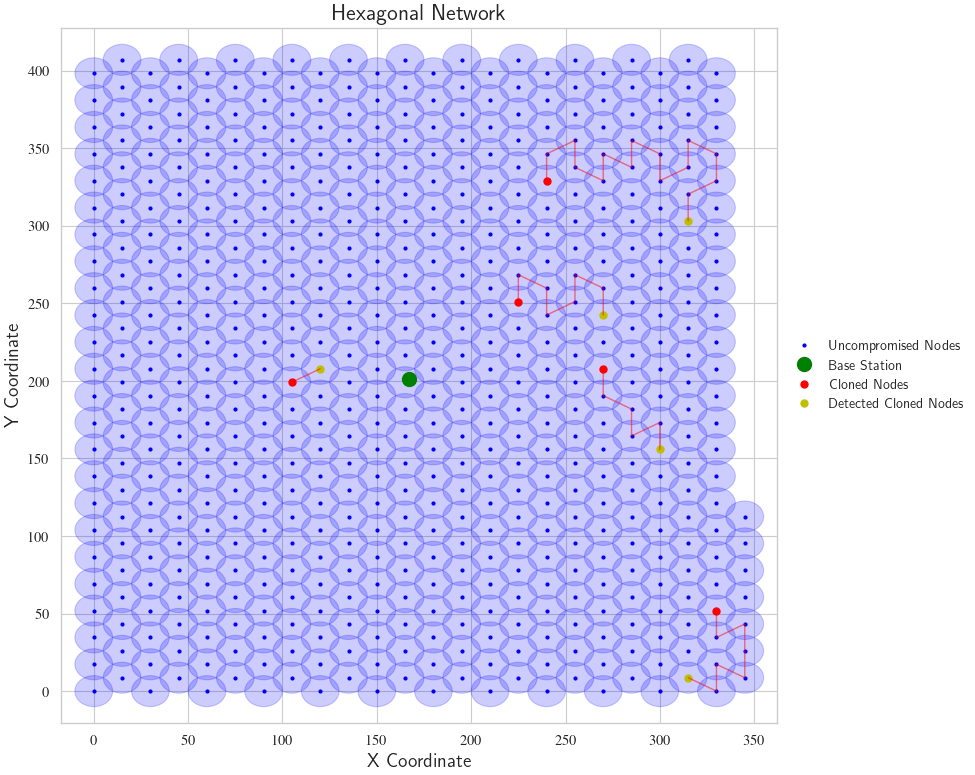 Hexagonal Network
Y Coordinate
400
350
300
250
200
150
100
50
0
0 50 100 150 200 250 300 350
X Coordinate
Uncompromised Nodes
Base Station
Cloned Nodes
Detected Cloned Nodes